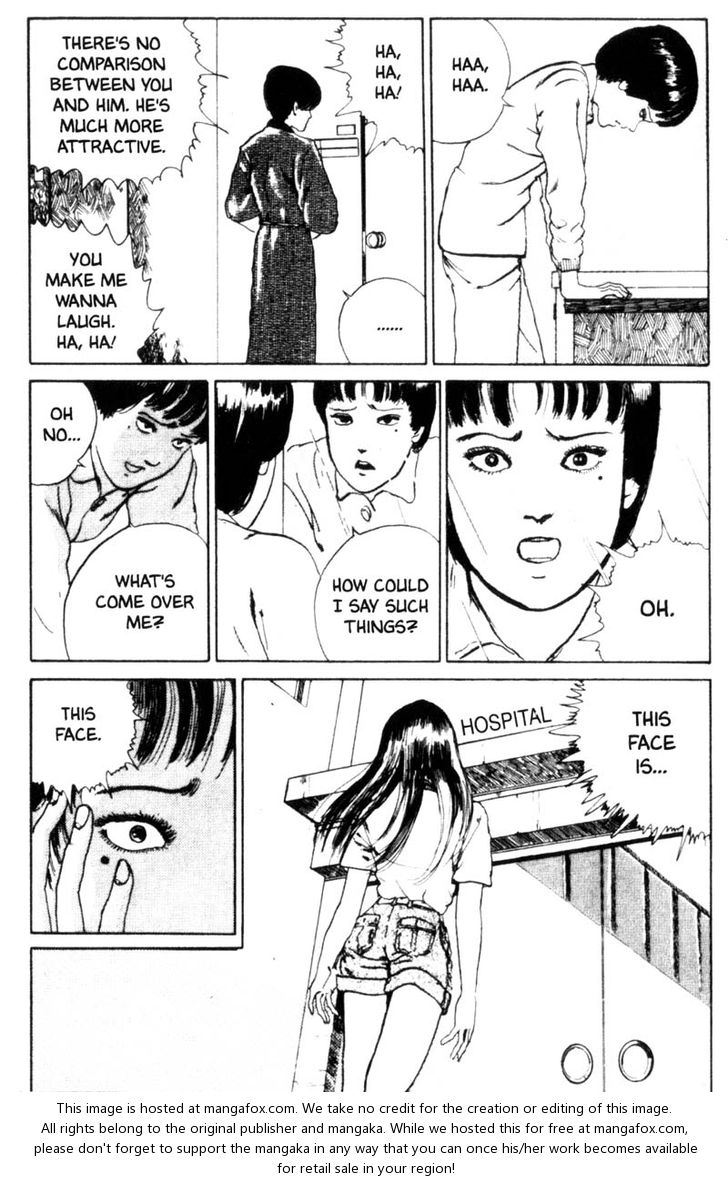 THERE'S NO
COMPARISON
BETWEEN YOU
AND HIM. HE'S
MUCH MORE
ATTRACTIVE.
HA,
HA,
HA!
YOU
MAKE ME
WANNA
LAUGH.
HA, HA!
......
HAA,
HAA.
OH
NO...
WHAT'S
COME OVER
ME?
HOW COULD
I SAY SUCH
THINGS?
OH.
THIS
FACE.
HOSPITAL
THIS
FACE
IS...
This image is hosted at mangafox.com. We take no credit for the creation or editing of this image.
All rights belong to the original publisher and mangaka. While we hosted this for free at mangafox.com,
please don't forget to support the mangaka in any way that you can once his/her work becomes available
for retail sale in your region!